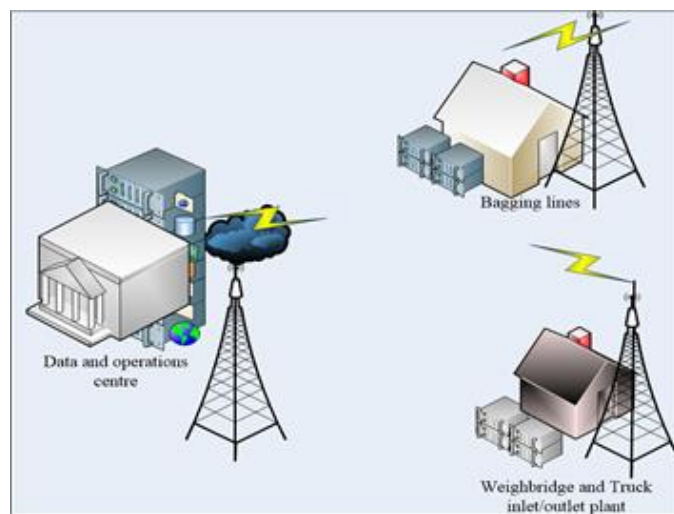 Bagging lines
Data and operations
centre
Weighbridge and Truck
inlet/outlet plant